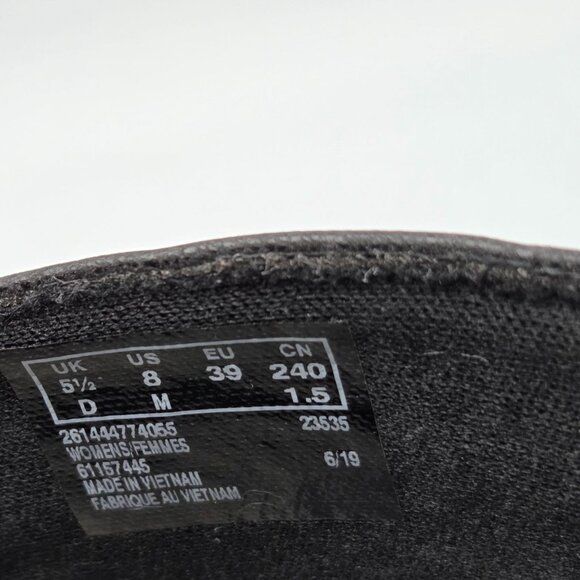 UK US EU CN
5½ 8 39 240
D M 1.5
261444774055 23535
WOMENS/FEMMES
61157445 6/19
MADE IN VIETNAM
FABRIQUE AU VIETNAM